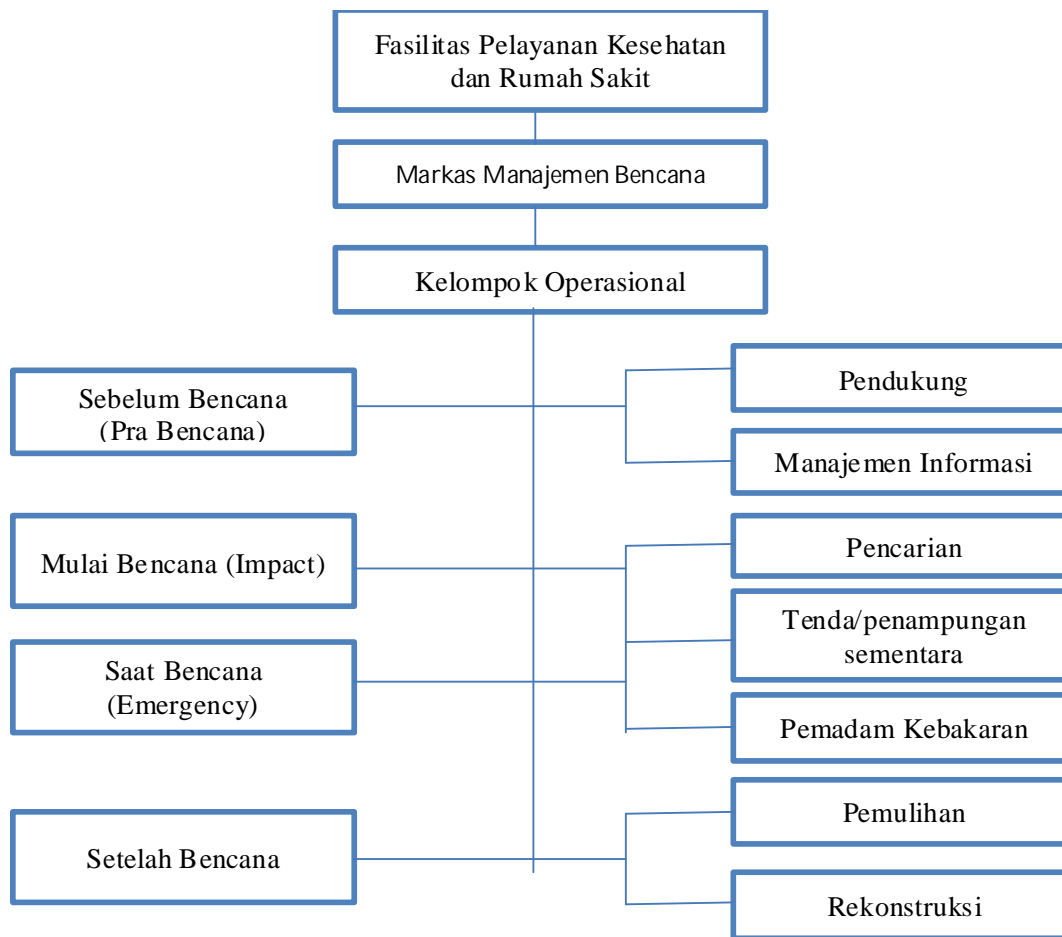 Fasilitas Pelayanan Kesehatan
dan Rumah Sakit
Markas Manajemen Bencana
Kelompok Operasional
Sebelum Bencana
(Pra Bencana)
Pendukung
Manajemen Informasi
Mulai Bencana (Impact)
Saat Bencana
(Emergency)
Pencarian
Tenda/penampungan
sementara
Pemadam Kebakaran
Setelah Bencana
Pemulihan
Rekonstruksi